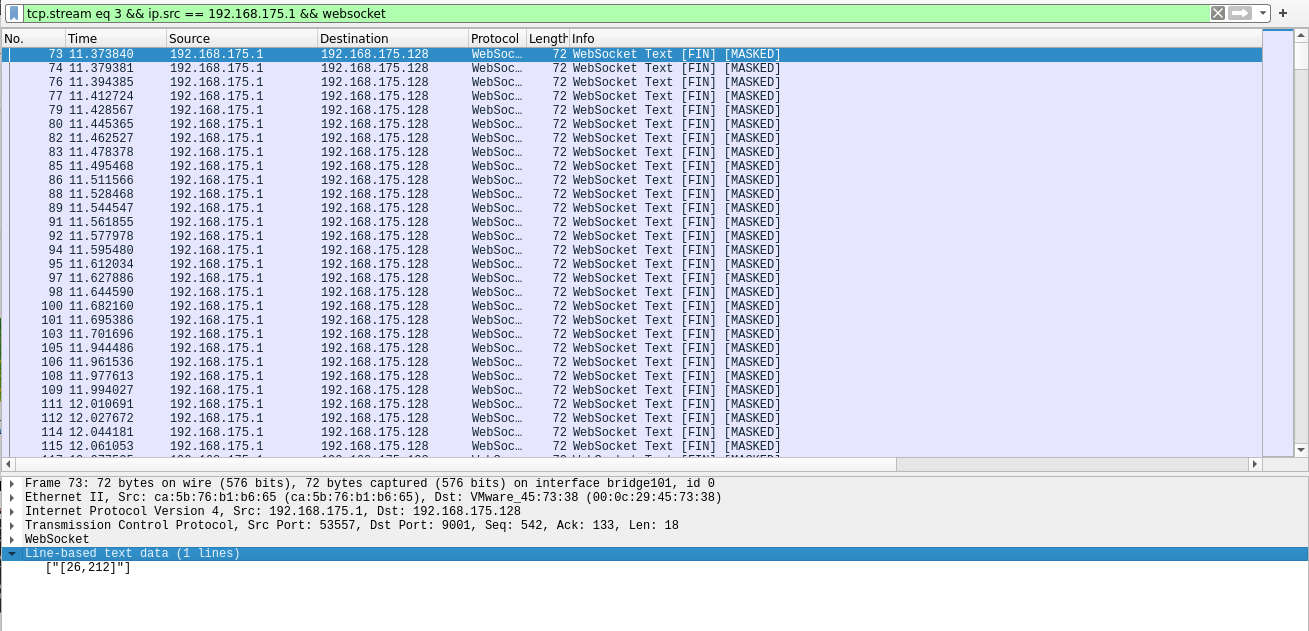 tcp.stream eq 3 && ip.src == 192.168.175.1 && websocket
No. Time Source Destination Protocol Length Info
73 11.373840 192.168.175.1 192.168.175.128 WebSoc… 72 WebSocket Text [FIN] [MASKED]
74 11.379381 192.168.175.1 192.168.175.128 WebSoc… 72 WebSocket Text [FIN] [MASKED]
76 11.394385 192.168.175.1 192.168.175.128 WebSoc… 72 WebSocket Text [FIN] [MASKED]
77 11.412724 192.168.175.1 192.168.175.128 WebSoc… 72 WebSocket Text [FIN] [MASKED]
79 11.428567 192.168.175.1 192.168.175.128 WebSoc… 72 WebSocket Text [FIN] [MASKED]
80 11.445365 192.168.175.1 192.168.175.128 WebSoc… 72 WebSocket Text [FIN] [MASKED]
82 11.462527 192.168.175.1 192.168.175.128 WebSoc… 72 WebSocket Text [FIN] [MASKED]
83 11.478378 192.168.175.1 192.168.175.128 WebSoc… 72 WebSocket Text [FIN] [MASKED]
85 11.495468 192.168.175.1 192.168.175.128 WebSoc… 72 WebSocket Text [FIN] [MASKED]
86 11.511566 192.168.175.1 192.168.175.128 WebSoc… 72 WebSocket Text [FIN] [MASKED]
88 11.528468 192.168.175.1 192.168.175.128 WebSoc… 72 WebSocket Text [FIN] [MASKED]
89 11.544547 192.168.175.1 192.168.175.128 WebSoc… 72 WebSocket Text [FIN] [MASKED]
91 11.561855 192.168.175.1 192.168.175.128 WebSoc… 72 WebSocket Text [FIN] [MASKED]
92 11.577978 192.168.175.1 192.168.175.128 WebSoc… 72 WebSocket Text [FIN] [MASKED]
94 11.595480 192.168.175.1 192.168.175.128 WebSoc… 72 WebSocket Text [FIN] [MASKED]
95 11.612034 192.168.175.1 192.168.175.128 WebSoc… 72 WebSocket Text [FIN] [MASKED]
97 11.627886 192.168.175.1 192.168.175.128 WebSoc… 72 WebSocket Text [FIN] [MASKED]
98 11.644590 192.168.175.1 192.168.175.128 WebSoc… 72 WebSocket Text [FIN] [MASKED]
100 11.682160 192.168.175.1 192.168.175.128 WebSoc… 72 WebSocket Text [FIN] [MASKED]
101 11.695386 192.168.175.1 192.168.175.128 WebSoc… 72 WebSocket Text [FIN] [MASKED]
103 11.701696 192.168.175.1 192.168.175.128 WebSoc… 72 WebSocket Text [FIN] [MASKED]
105 11.944486 192.168.175.1 192.168.175.128 WebSoc… 72 WebSocket Text [FIN] [MASKED]
106 11.961536 192.168.175.1 192.168.175.128 WebSoc… 72 WebSocket Text [FIN] [MASKED]
108 11.977613 192.168.175.1 192.168.175.128 WebSoc… 72 WebSocket Text [FIN] [MASKED]
109 11.994027 192.168.175.1 192.168.175.128 WebSoc… 72 WebSocket Text [FIN] [MASKED]
111 12.010691 192.168.175.1 192.168.175.128 WebSoc… 72 WebSocket Text [FIN] [MASKED]
112 12.027672 192.168.175.1 192.168.175.128 WebSoc… 72 WebSocket Text [FIN] [MASKED]
114 12.044181 192.168.175.1 192.168.175.128 WebSoc… 72 WebSocket Text [FIN] [MASKED]
115 12.061053 192.168.175.1 192.168.175.128 WebSoc… 72 WebSocket Text [FIN] [MASKED]
Frame 73: 72 bytes on wire (576 bits), 72 bytes captured (576 bits) on interface bridge101, id 0
Ethernet II, Src: ca:5b:76:b1:b6:65 (ca:5b:76:b1:b6:65), Dst: VMware_45:73:38 (00:0c:29:45:73:38)
Internet Protocol Version 4, Src: 192.168.175.1, Dst: 192.168.175.128
Transmission Control Protocol, Src Port: 53557, Dst Port: 9001, Seq: 542, Ack: 133, Len: 18
WebSocket
Line-based text data (1 lines)
["[26,212]"]